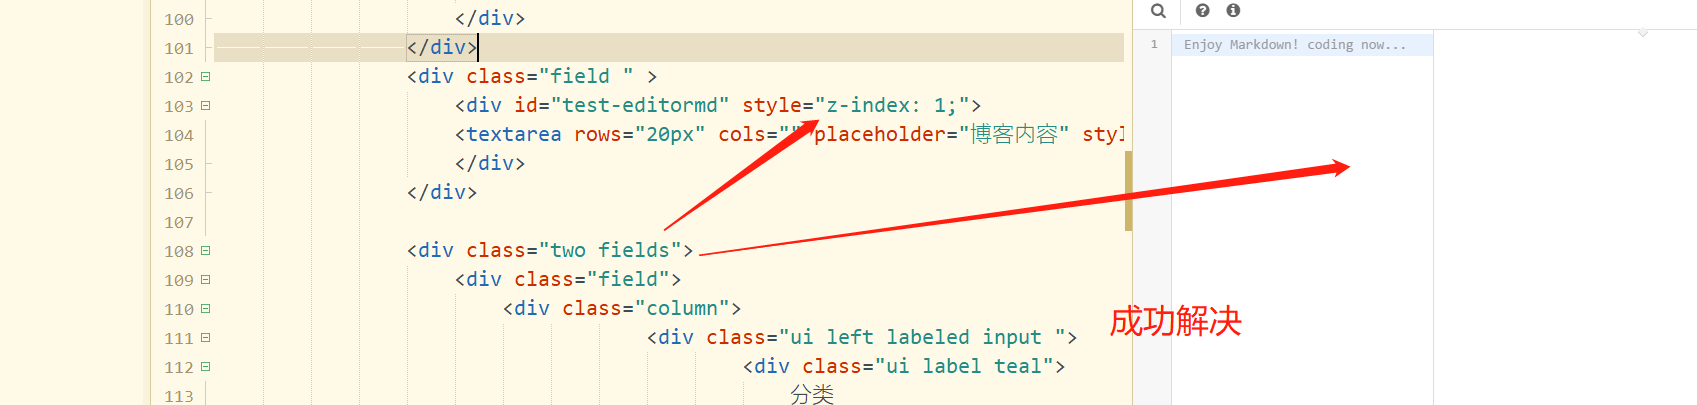 100 </div>
101 </div>
102 <div class="field " >
103 <div id="test-editormd" style="z-index: 1;">
104 <textarea rows="20px" cols="" placeholder="博客内容" styl
105 </div>
106 </div>
107
108 <div class="two fields">
109 <div class="field">
110 <div class="column">
111 <div class="ui left labeled input ">
112 <div class="ui label teal">
113 分类
1 Enjoy Markdown! coding now...
成功解决